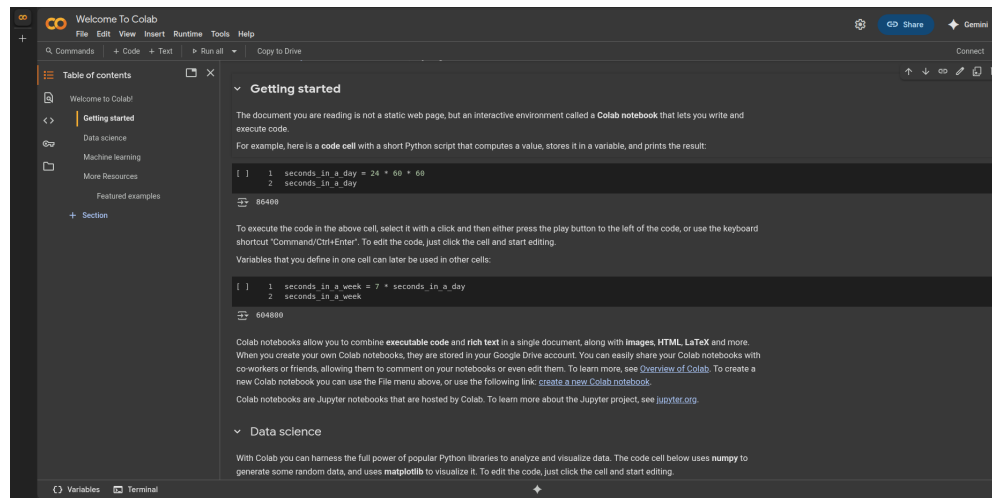 Welcome To Colab
File Edit View Insert Runtime Tools Help
Share
Gemini
Commands + Code + Text Run all Copy to Drive
Connect
Table of contents
Welcome to Colab!
Getting started
Data science
Machine learning
More Resources
Featured examples
+ Section
Getting started
The document you are reading is not a static web page, but an interactive environment called a Colab notebook that lets you write and
execute code.
For example, here is a code cell with a short Python script that computes a value, stores it in a variable, and prints the result:
[ ] 1 seconds_in_a_day = 24 * 60 * 60
2 seconds_in_a_day
86400
To execute the code in the above cell, select it with a click and then either press the play button to the left of the code, or use the keyboard
shortcut "Command/Ctrl+Enter". To edit the code, just click the cell and start editing.
Variables that you define in one cell can later be used in other cells:
[ ] 1 seconds_in_a_week = 7 * seconds_in_a_day
2 seconds_in_a_week
604800
Colab notebooks allow you to combine executable code and rich text in a single document, along with images, HTML, LaTeX and more.
When you create your own Colab notebooks, they are stored in your Google Drive account. You can easily share your Colab notebooks with
co-workers or friends, allowing them to comment on your notebooks or even edit them. To learn more, see Overview of Colab. To create a
new Colab notebook you can use the File menu above, or use the following link: create a new Colab notebook.
Colab notebooks are Jupyter notebooks that are hosted by Colab. To learn more about the Jupyter project, see jupyter.org.
Data science
With Colab you can harness the full power of popular Python libraries to analyze and visualize data. The code cell below uses numpy to
generate some random data, and uses matplotlib to visualize it. To edit the code, just click the cell and start editing.
Variables Terminal